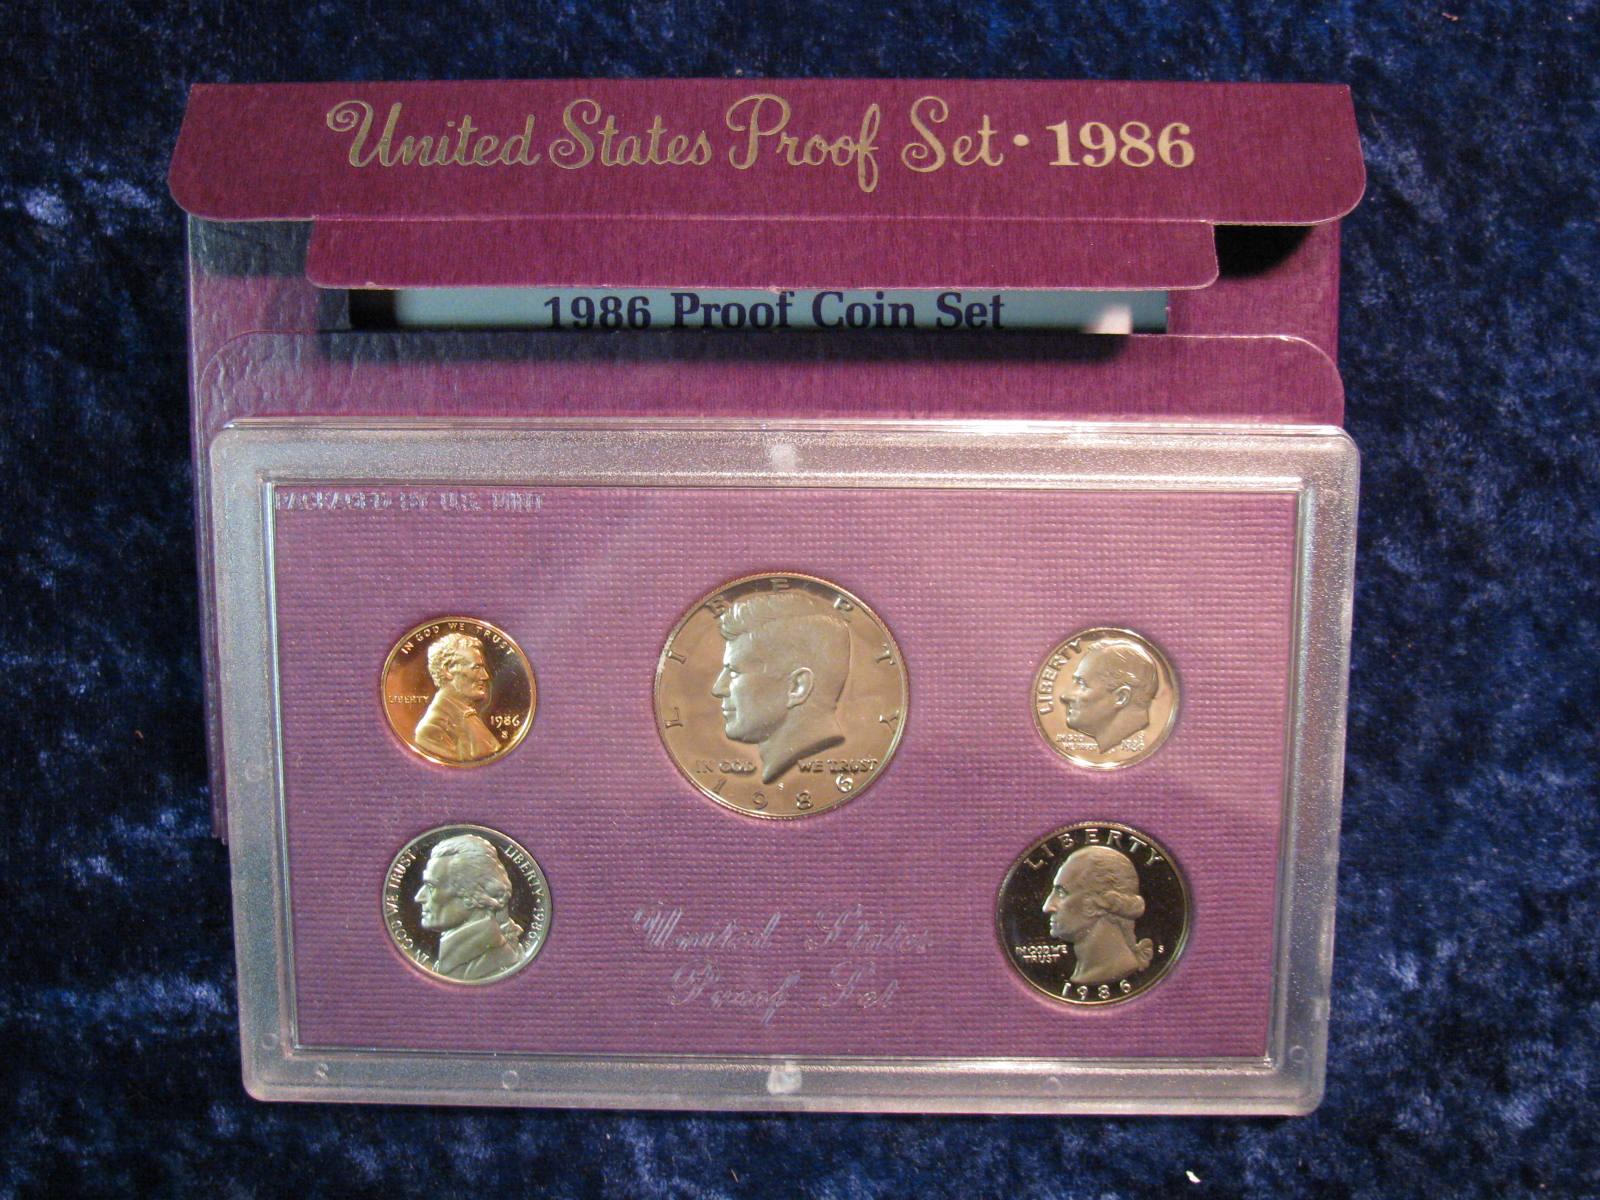 United States Proof Set • 1986
1986 Proof Coin Set
PACKAGED BY U.S. MINT
IN GOD WE TRUST
LIBERTY
1986
S
LIBERTY
IN GOD WE TRUST
S
1986
LIBERTY
IN GOD
WE TRUST
S
1986
IN GOD WE TRUST
LIBERTY • 1986
LIBERTY
IN GOD WE
TRUST
S
1986
United States
Proof Set